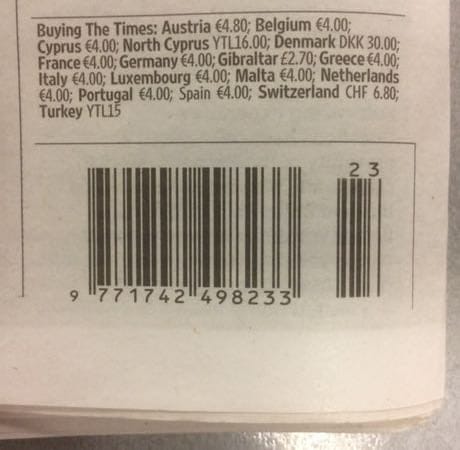 Buying The Times: Austria €4.80; Belgium €4.00;
Cyprus €4.00; North Cyprus YTL16.00; Denmark DKK 30.00;
France €4.00; Germany €4.00; Gibraltar £2.70; Greece €4.00;
Italy €4.00; Luxembourg €4.00; Malta €4.00; Netherlands
€4.00; Portugal €4.00; Spain €4.00; Switzerland CHF 6.80;
Turkey YTL15
23
9 771742 498233